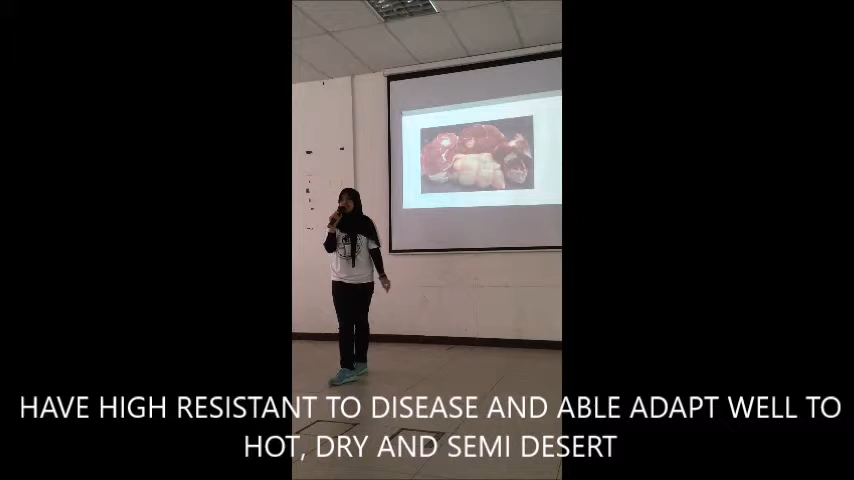 HAVE HIGH RESISTANT TO DISEASE AND ABLE ADAPT WELL TO
HOT, DRY AND SEMI DESERT